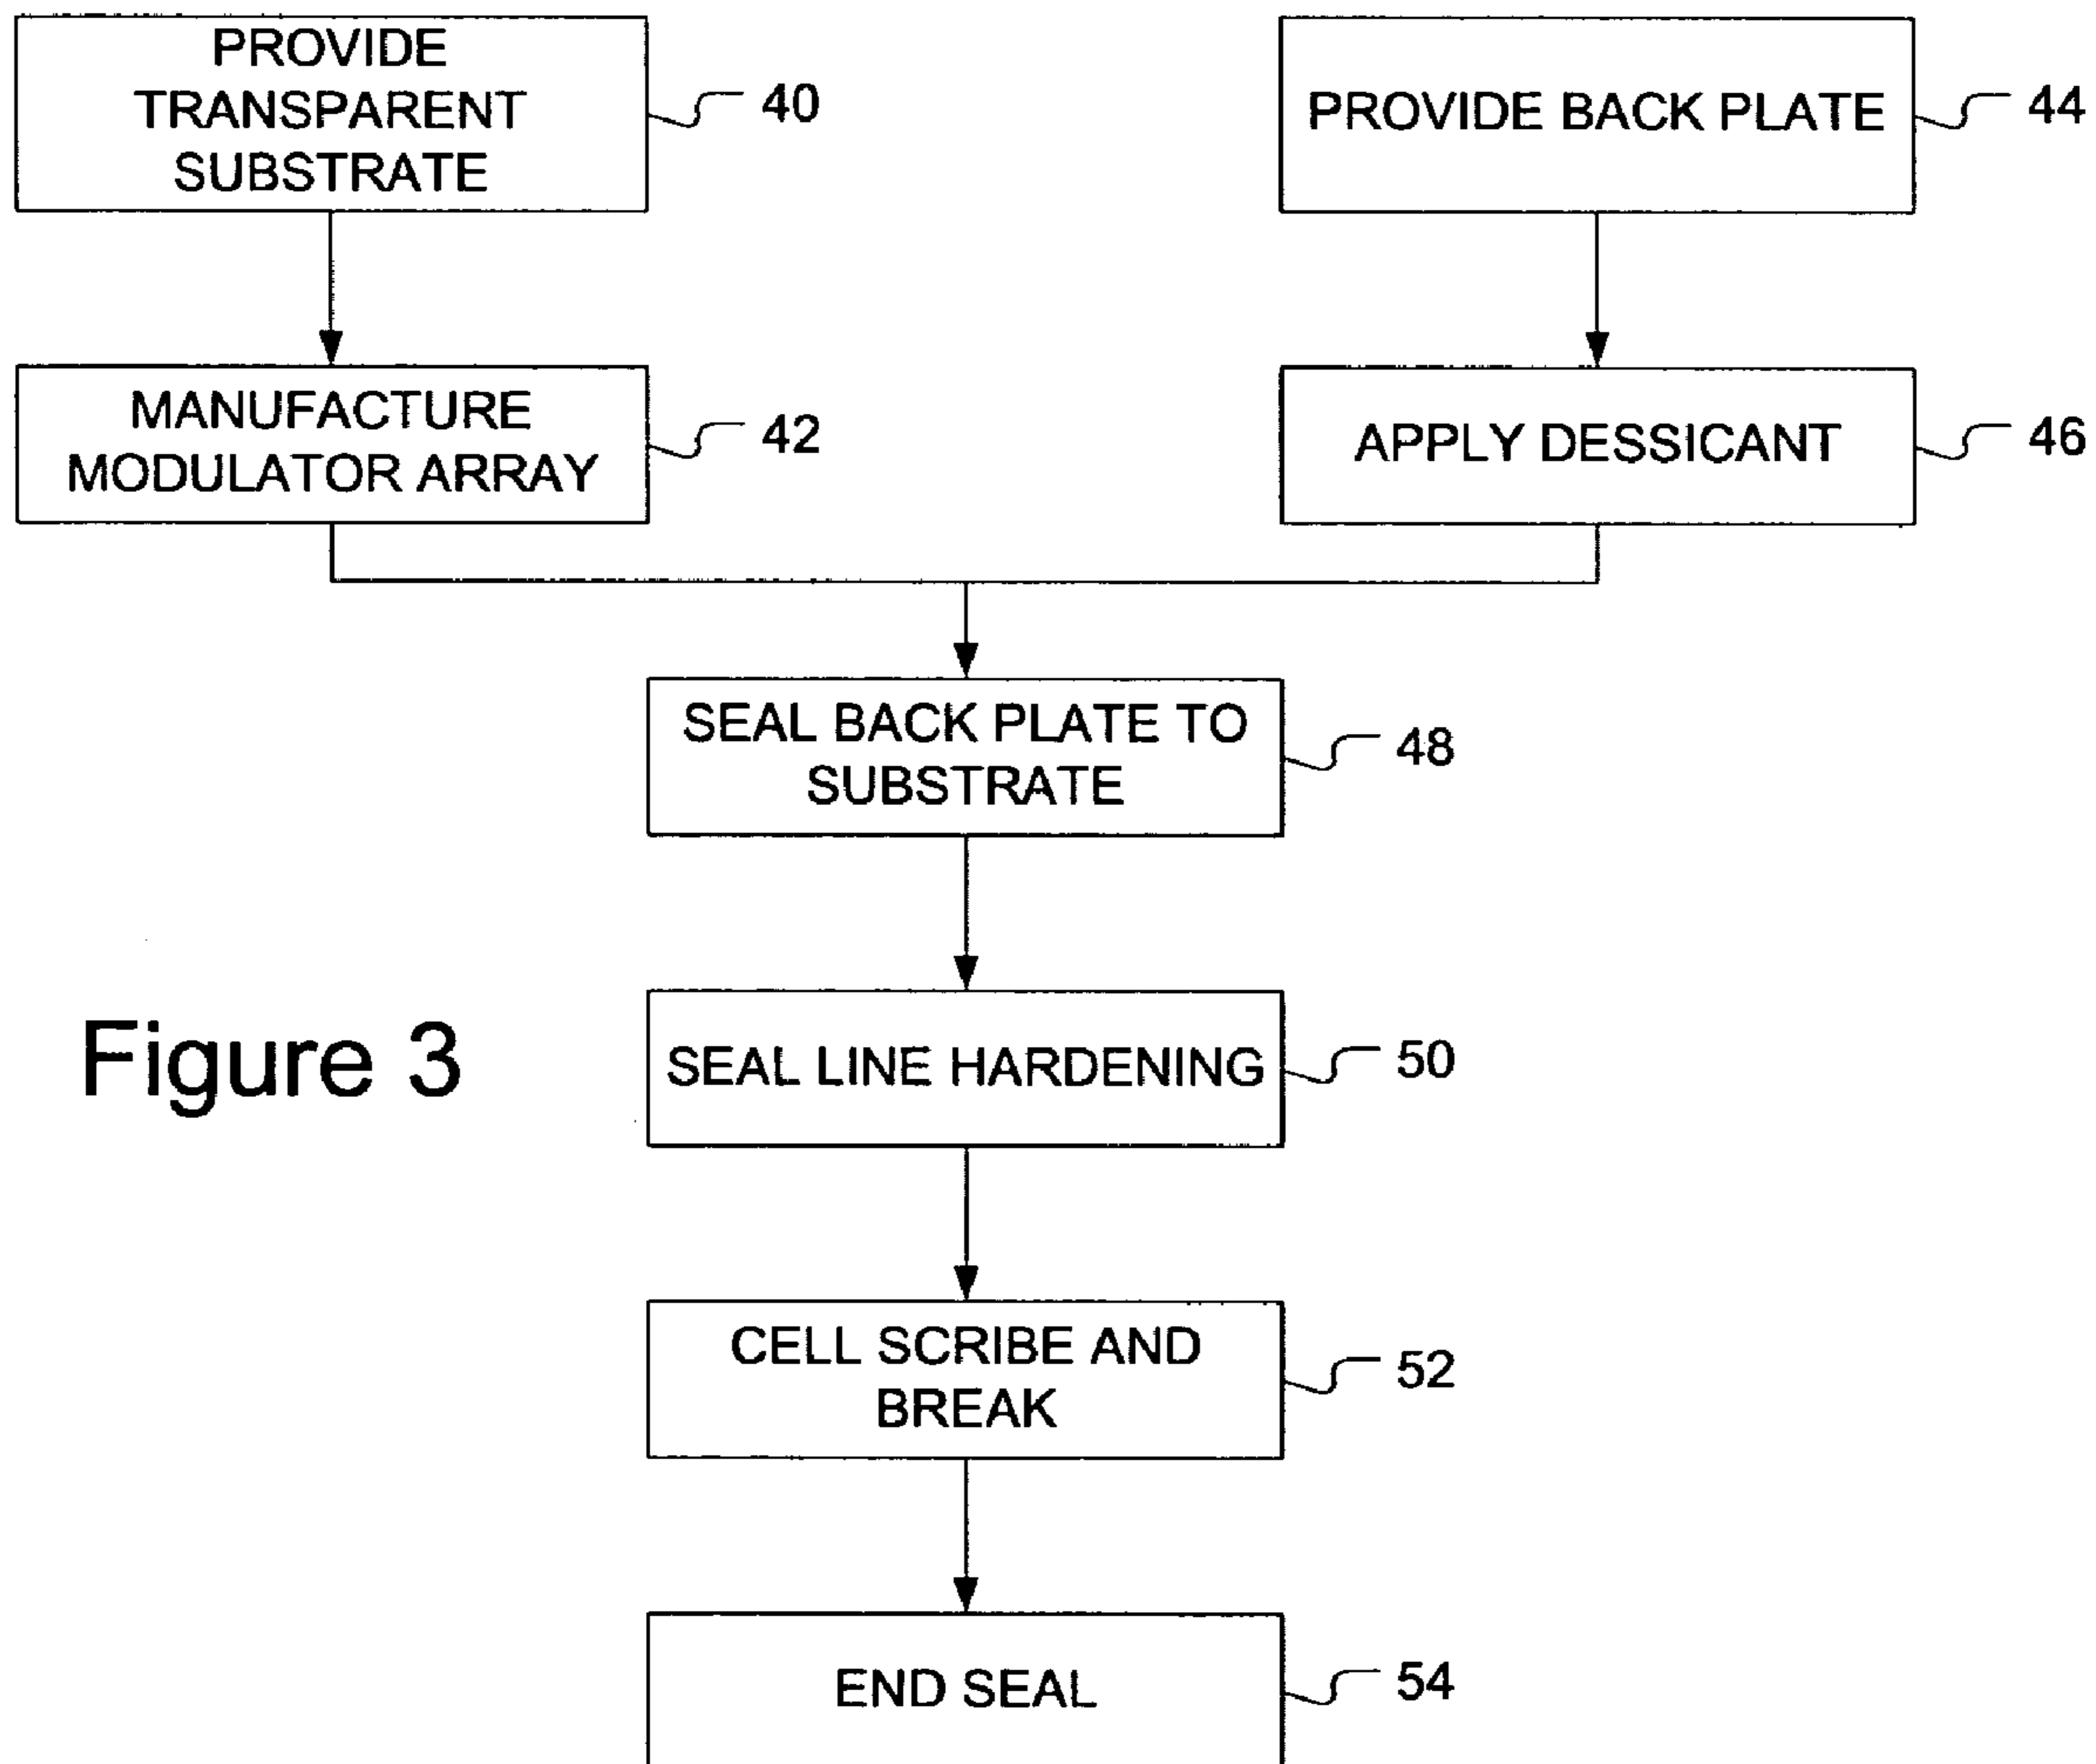 PROVIDE
TRANSPARENT
SUBSTRATE
40
PROVIDE BACK PLATE
44
MANUFACTURE
MODULATOR ARRAY
42
APPLY DESSICANT
46
SEAL BACK PLATE TO
SUBSTRATE
48
Figure 3
SEAL LINE HARDENING
50
CELL SCRIBE AND
BREAK
52
END SEAL
54